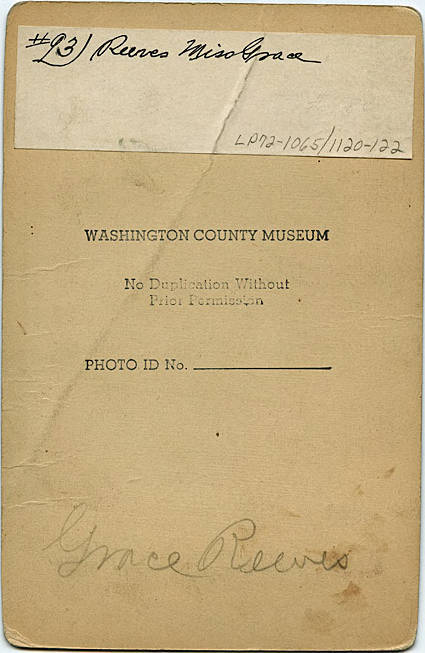 #93) Reeves Miss Grace
LP72-1065/1120-122
WASHINGTON COUNTY MUSEUM
No Duplication Without
Prior Permission
PHOTO ID No.
Grace Reeves